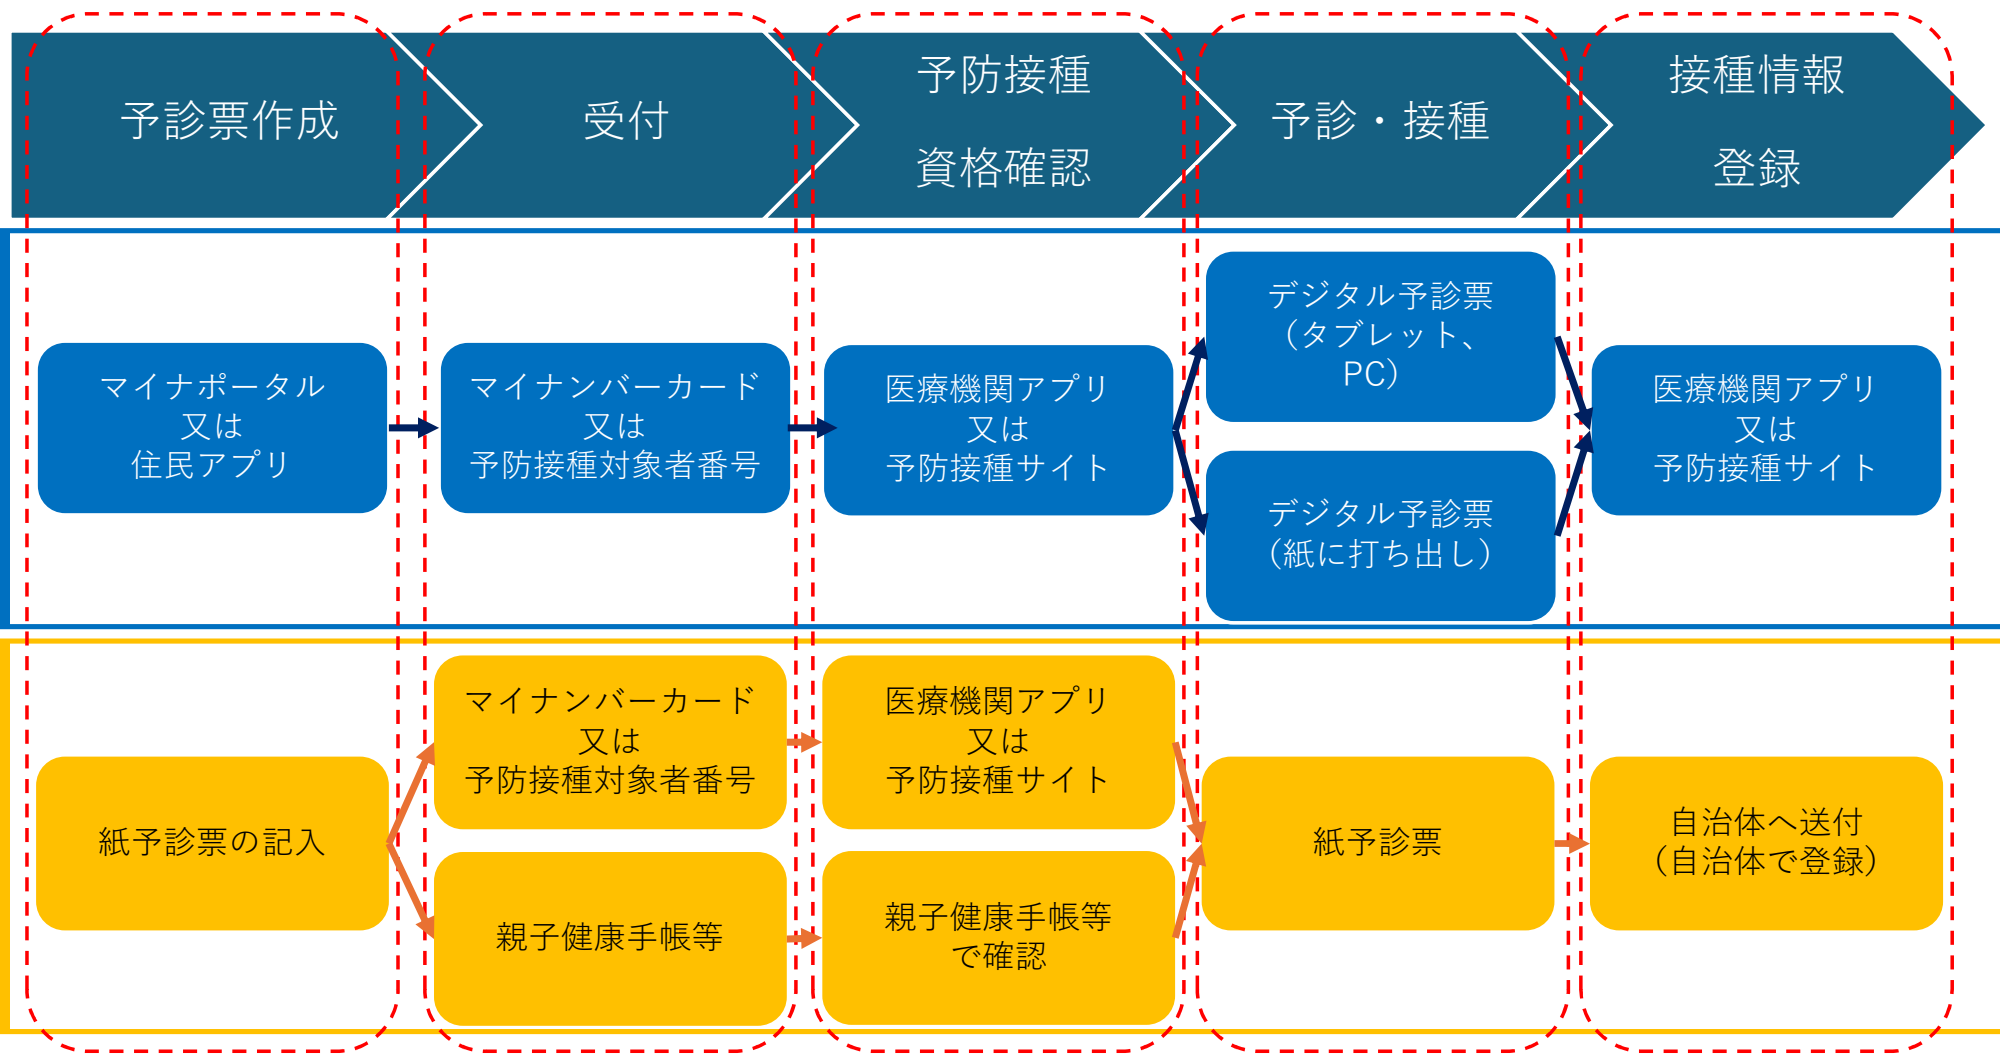 予診票作成
受付
予防接種
資格確認
予診・接種
接種情報
登録
マイナポータル
又は
住民アプリ
マイナンバーカード
又は
予防接種対象者番号
医療機関アプリ
又は
予防接種サイト
デジタル予診票
（タブレット、
PC）
デジタル予診票
（紙に打ち出し）
医療機関アプリ
又は
予防接種サイト
紙予診票の記入
マイナンバーカード
又は
予防接種対象者番号
親子健康手帳等
医療機関アプリ
又は
予防接種サイト
親子健康手帳等
で確認
紙予診票
自治体へ送付
（自治体で登録）